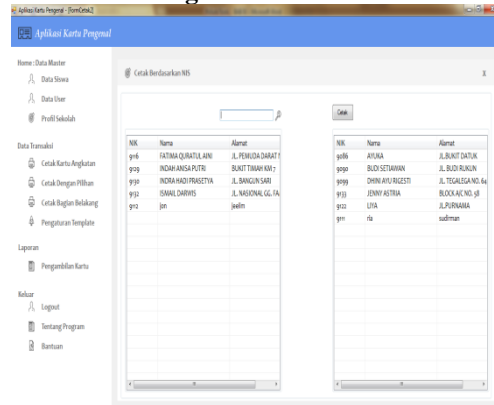 Aplikasi Kartu Pengenal - [FormCetak2]
Aplikasi Kartu Pengenal
Home : Data Master
Data Siswa
Data User
Profil Sekolah
Data Transaksi
Cetak Kartu Angkatan
Cetak Dengan Pilihan
Cetak Bagian Belakang
Pengaturan Template
Laporan
Pengambilan Kartu
Keluar
Logout
Tentang Program
Bantuan
Cetak Berdasarkan NIS X
Cetak
NIK Nama Alamat
9116 FATIMA QURATUL AINI JL. PEMUDA DARAT
9129 INDAH ANISA PUTRI BUKIT TIMAH KM 7
9130 INDRA HADI PRASETYA JL. BANGUN SARI
9132 ISMAIL DARWIS JL. NASIONAL GG. FA
9112 jon jeelm
NIK Nama Alamat
9086 AYUKA JL.BUKIT DATUK
9090 BUDI SETIAWAN JL. BUDI RUKUN
9099 DHINI AYU RIGESTI JL. TEGALEGA NO. 64
9133 JENNY ASTRIA BLOCK A/C NO. 58
9122 LIYA JL.PURNAMA
9111 ria sudirman